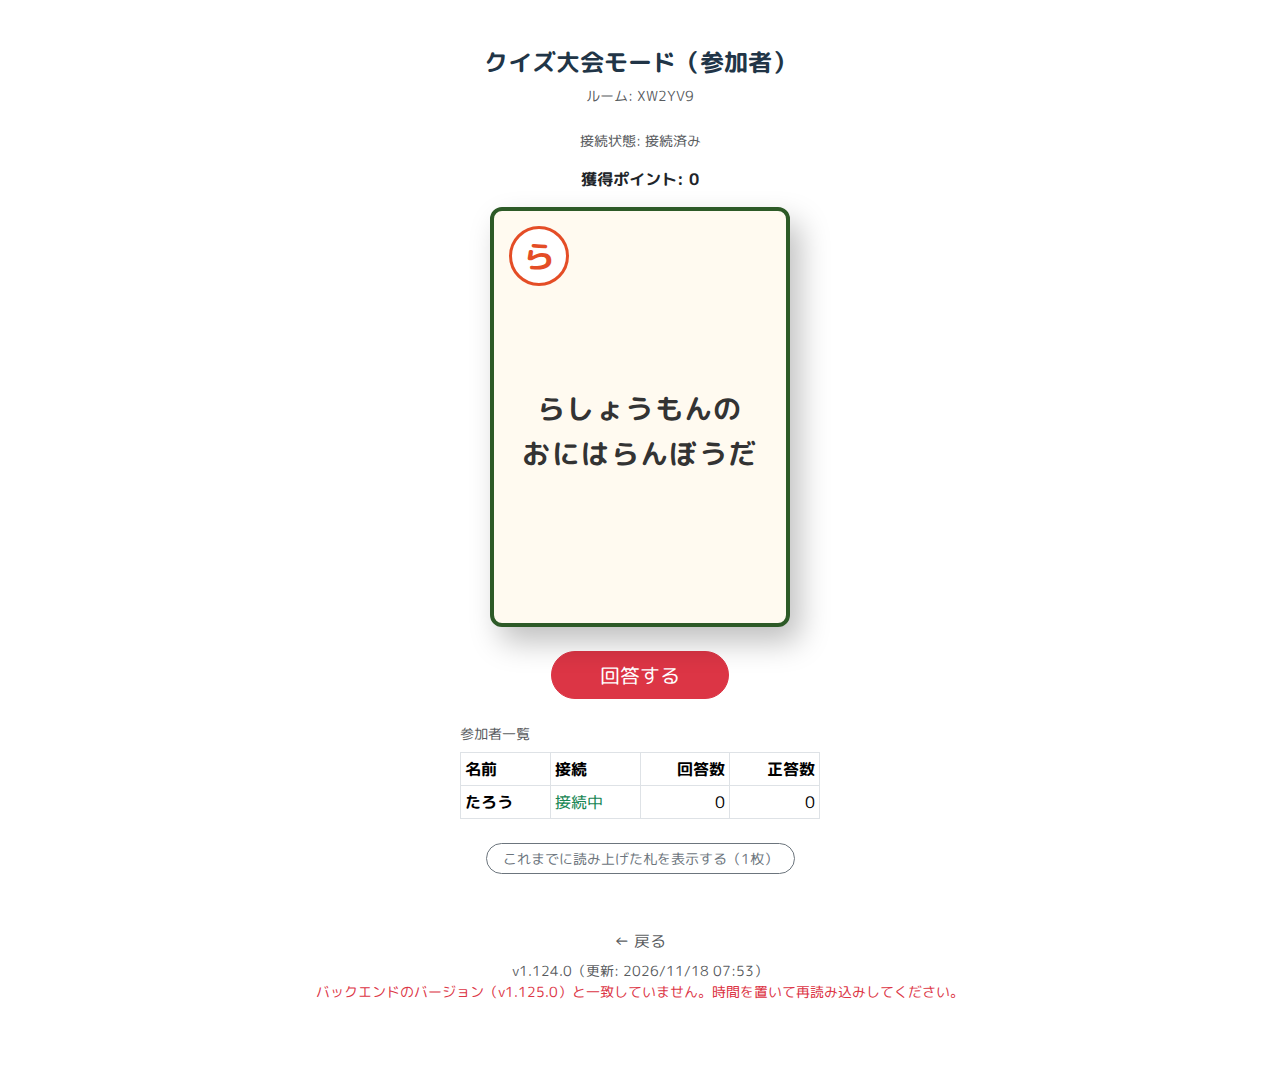 クイズ大会モード（参加者）
ルーム: XW2YV9
接続状態: 接続済み
獲得ポイント: 0
ら
らしょうもんの
おにはらんぼうだ
回答する
参加者一覧
名前 接続 回答数 正答数
たろう 接続中 0 0
これまでに読み上げた札を表示する（1枚）
← 戻る
v1.124.0（更新: 2026/11/18 07:53）
バックエンドのバージョン（v1.125.0）と一致していません。時間を置いて再読み込みしてください。